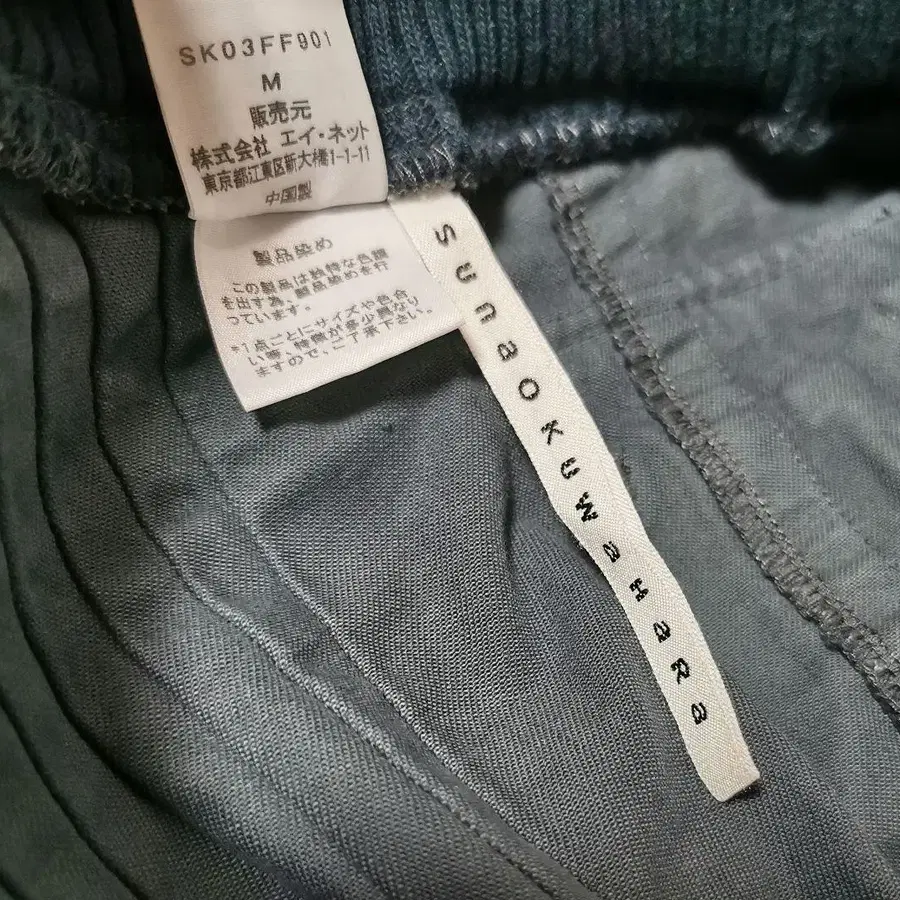 SK03FF901
M
販売元
株式会社 エイ・ネット
東京都江東区新大橋1-1-11
中国製
製品染め
この製品は独特な色調
を出す為、製品染めを行
っています。
*1点ごとにサイズや色合
い等、特徴が多少異ない
ますので、ご了承下さい。
SunaoKuWaHaRa